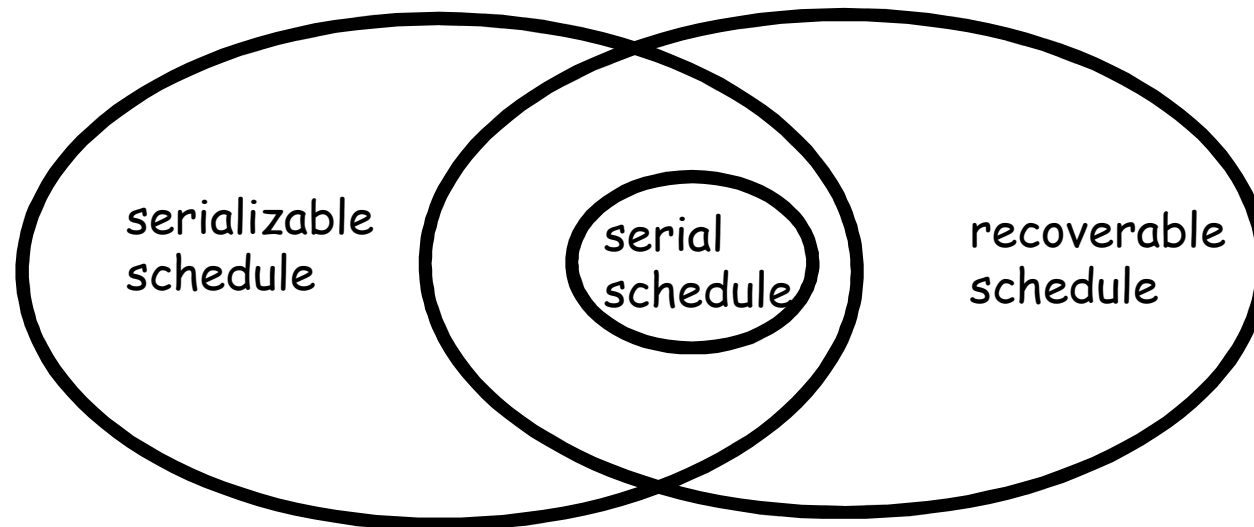 serializable
schedule
serial
schedule
recoverable
schedule